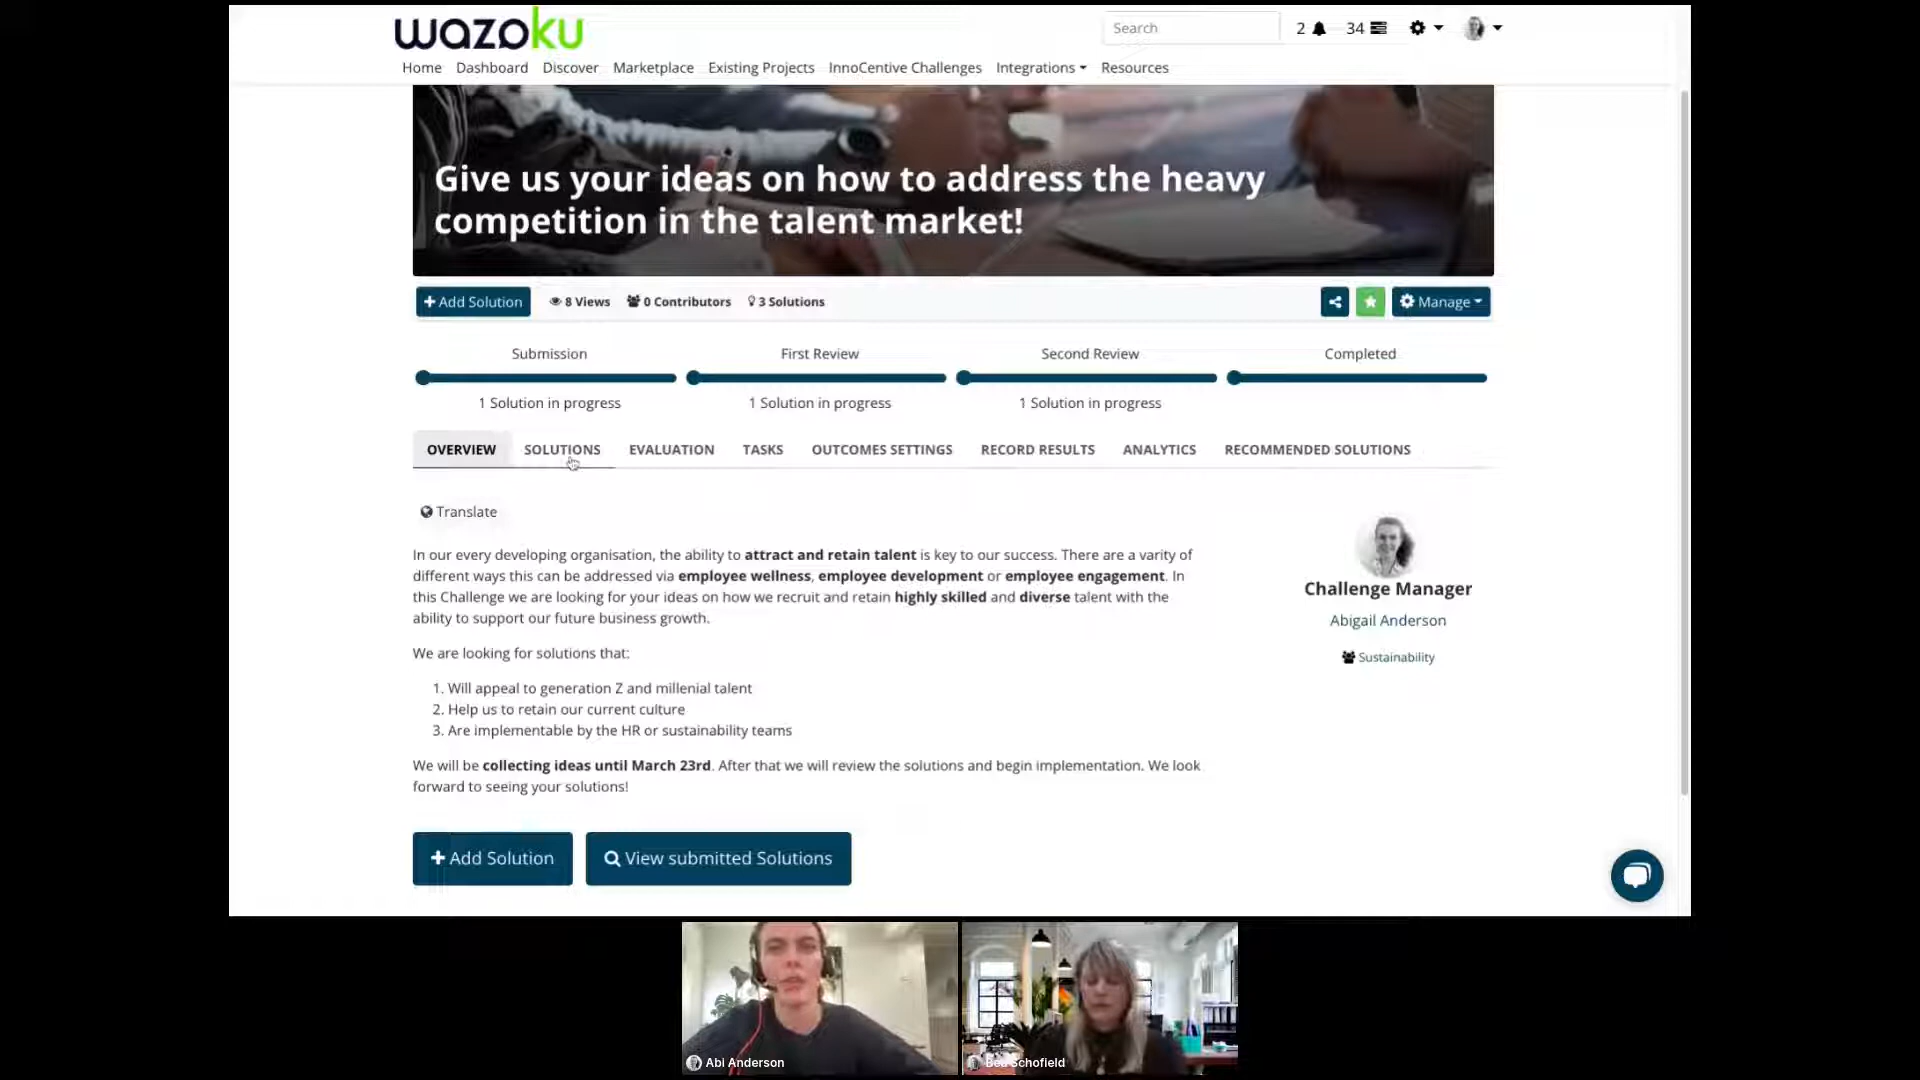 wazoku
Search
2
34
Home
Dashboard
Discover
Marketplace
Existing Projects
InnoCentive Challenges
Integrations
Resources
Give us your ideas on how to address the heavy
competition in the talent market!
Add Solution
8 Views
0 Contributors
3 Solutions
Manage
Submission
First Review
Second Review
Completed
1 Solution in progress
1 Solution in progress
1 Solution in progress
OVERVIEW
SOLUTIONS
EVALUATION
TASKS
OUTCOMES SETTINGS
RECORD RESULTS
ANALYTICS
RECOMMENDED SOLUTIONS
Translate
In our every developing organisation, the ability to attract and retain talent is key to our success. There are a varity of
different ways this can be addressed via employee wellness, employee development or employee engagement. In
this Challenge we are looking for your ideas on how we recruit and retain highly skilled and diverse talent with the
ability to support our future business growth.
We are looking for solutions that:
1. Will appeal to generation Z and millenial talent
2. Help us to retain our current culture
3. Are implementable by the HR or sustainability teams
We will be collecting ideas until March 23rd. After that we will review the solutions and begin implementation. We look
forward to seeing your solutions!
Challenge Manager
Abigail Anderson
Sustainability
Add Solution
View submitted Solutions
Abi Anderson
Schofield